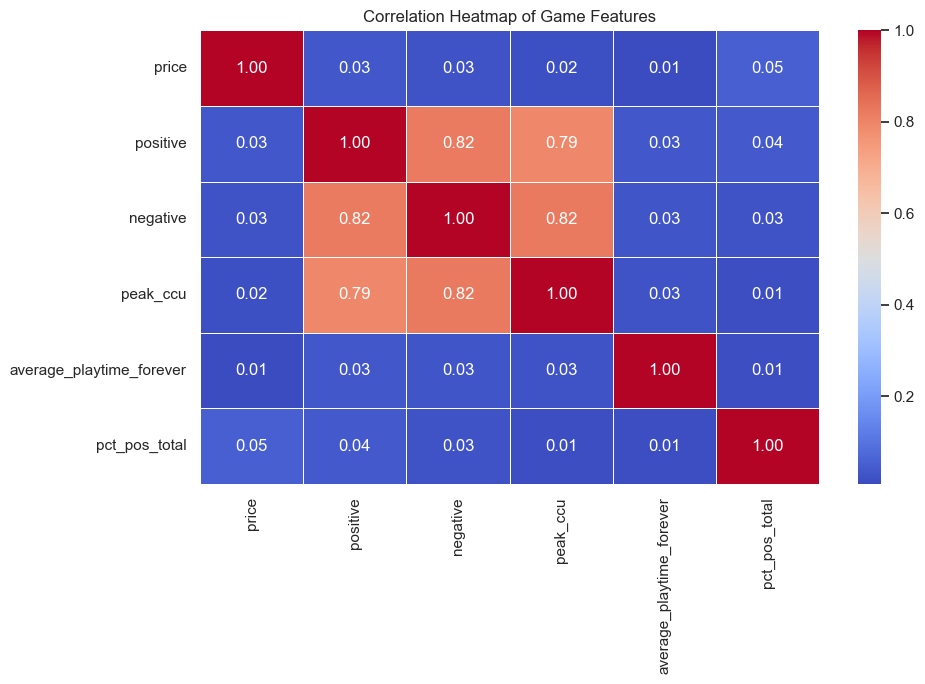 Correlation Heatmap of Game Features
price 1.00 0.03 0.03 0.02 0.01 0.05
positive 0.03 1.00 0.82 0.79 0.03 0.04
negative 0.03 0.82 1.00 0.82 0.03 0.03
peak_ccu 0.02 0.79 0.82 1.00 0.03 0.01
average_playtime_forever 0.01 0.03 0.03 0.03 1.00 0.01
pct_pos_total 0.05 0.04 0.03 0.01 0.01 1.00
price
positive
negative
peak_ccu
average_playtime_forever
pct_pos_total
1.0
0.8
0.6
0.4
0.2